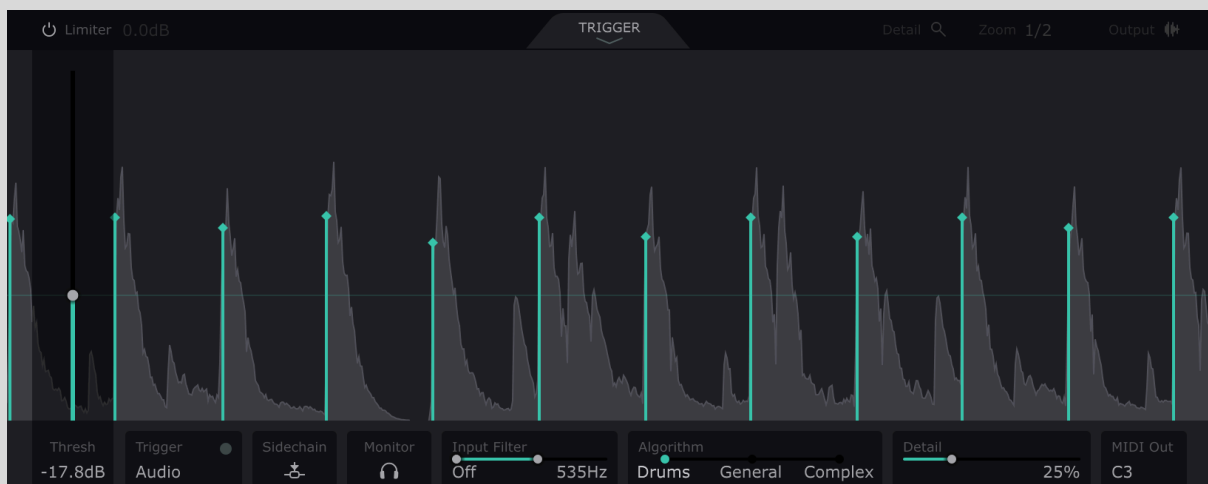 Limiter 0.0dB
TRIGGER
Detail
Zoom 1/2
Output
Thresh
-17.8dB
Trigger
Audio
Sidechain
Monitor
Input Filter
Off 535Hz
Algorithm
Drums General Complex
Detail
25%
MIDI Out
C3